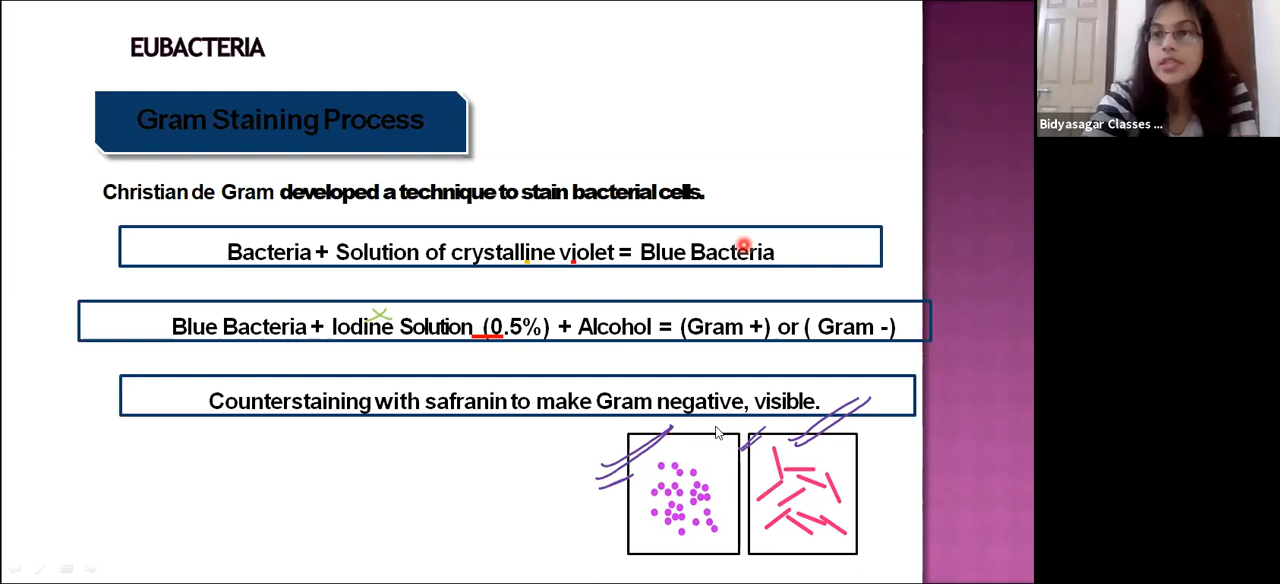 EUBACTERIA
Gram Staining Process
Christian de Gram developed a technique to stain bacterial cells.
Bacteria + Solution of crystalline violet = Blue Bacteria
Blue Bacteria + Iodine Solution (0.5%) + Alcohol = (Gram +) or ( Gram -)
Counterstaining with safranin to make Gram negative, visible.
Bidyasagar Classes ...